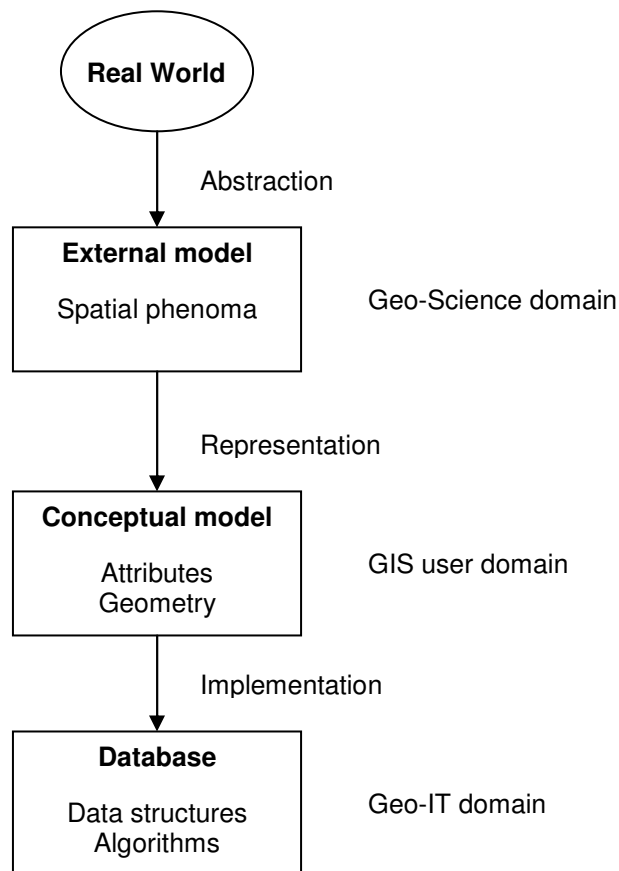 Real World
Abstraction
External model
Spatial phenoma
Geo-Science domain
Representation
Conceptual model
Attributes
Geometry
GIS user domain
Implementation
Database
Data structures
Algorithms
Geo-IT domain